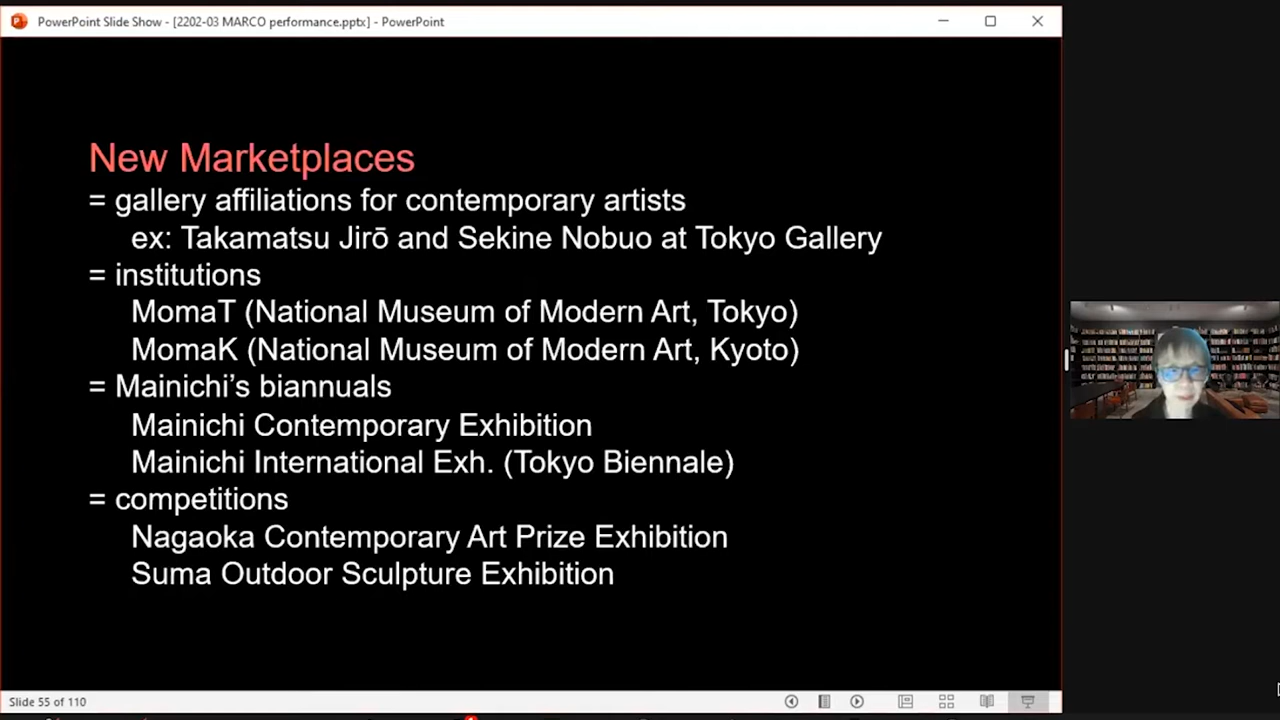 PowerPoint Slide Show - [2202-03 MARCO performance.pptx] - PowerPoint
New Marketplaces
= gallery affiliations for contemporary artists
ex: Takamatsu Jirō and Sekine Nobuo at Tokyo Gallery
= institutions
MomaT (National Museum of Modern Art, Tokyo)
MomaK (National Museum of Modern Art, Kyoto)
= Mainichi’s biannuals
Mainichi Contemporary Exhibition
Mainichi International Exh. (Tokyo Biennale)
= competitions
Nagaoka Contemporary Art Prize Exhibition
Suma Outdoor Sculpture Exhibition
Slide 55 of 110